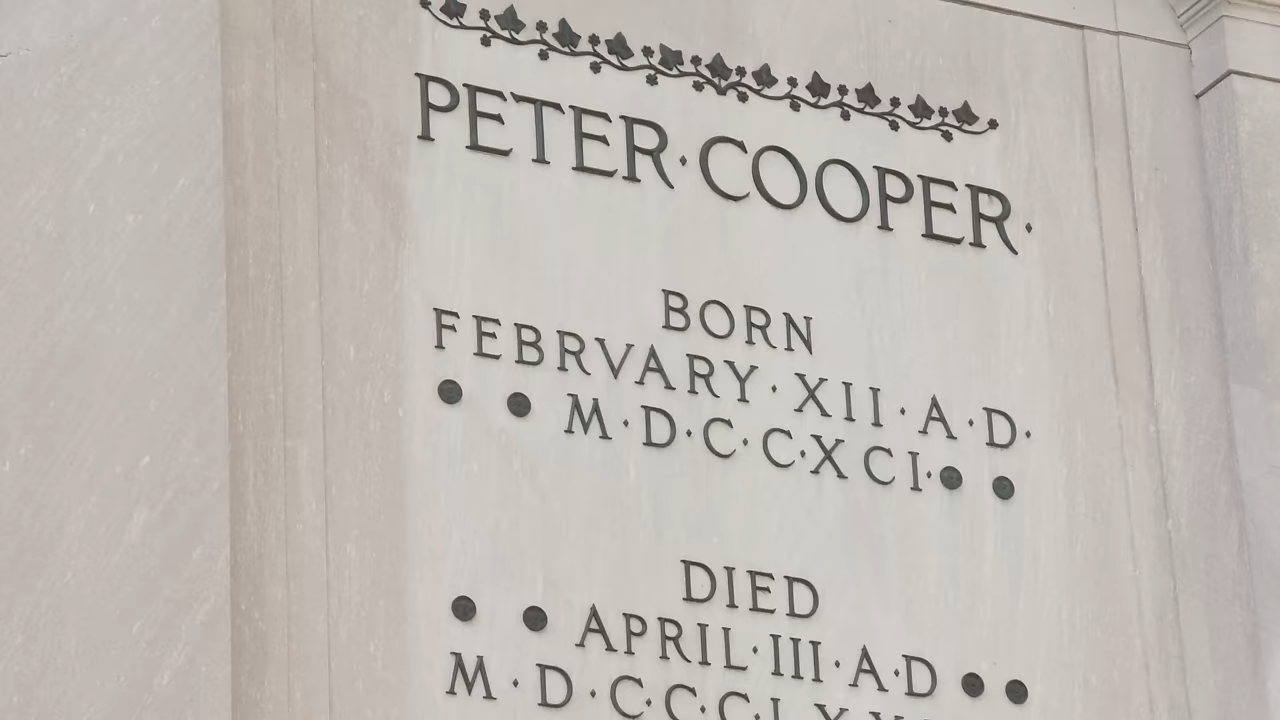 PETER·COOPER·
BORN
FEBRVARY·XII·A·D·
M·D·C·C·X C I·
DIED
APRIL·III·A·D